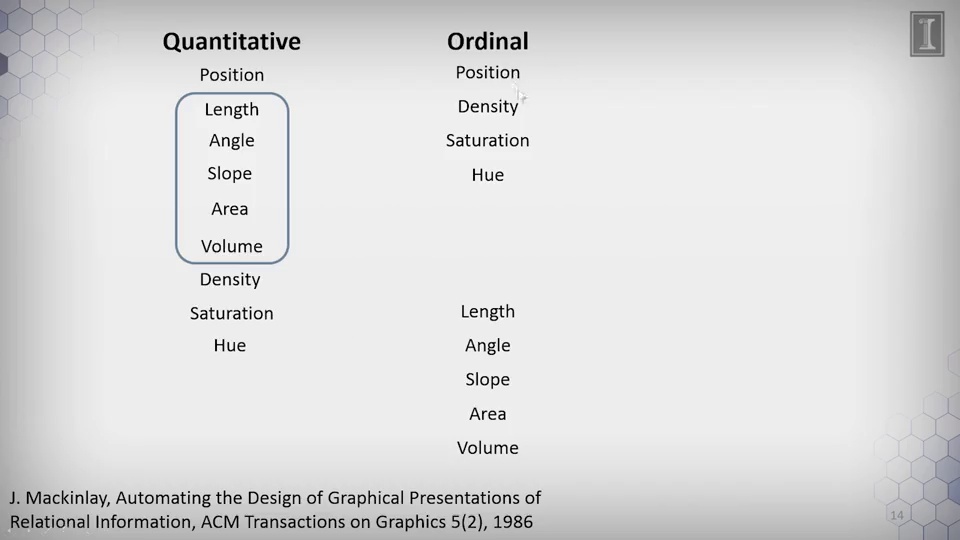 Quantitative
Position
Length
Angle
Slope
Area
Volume
Density
Saturation
Hue
Ordinal
Position
Density
Saturation
Hue
Length
Angle
Slope
Area
Volume
J. Mackinlay, Automating the Design of Graphical Presentations of
Relational Information, ACM Transactions on Graphics 5(2), 1986
14
I